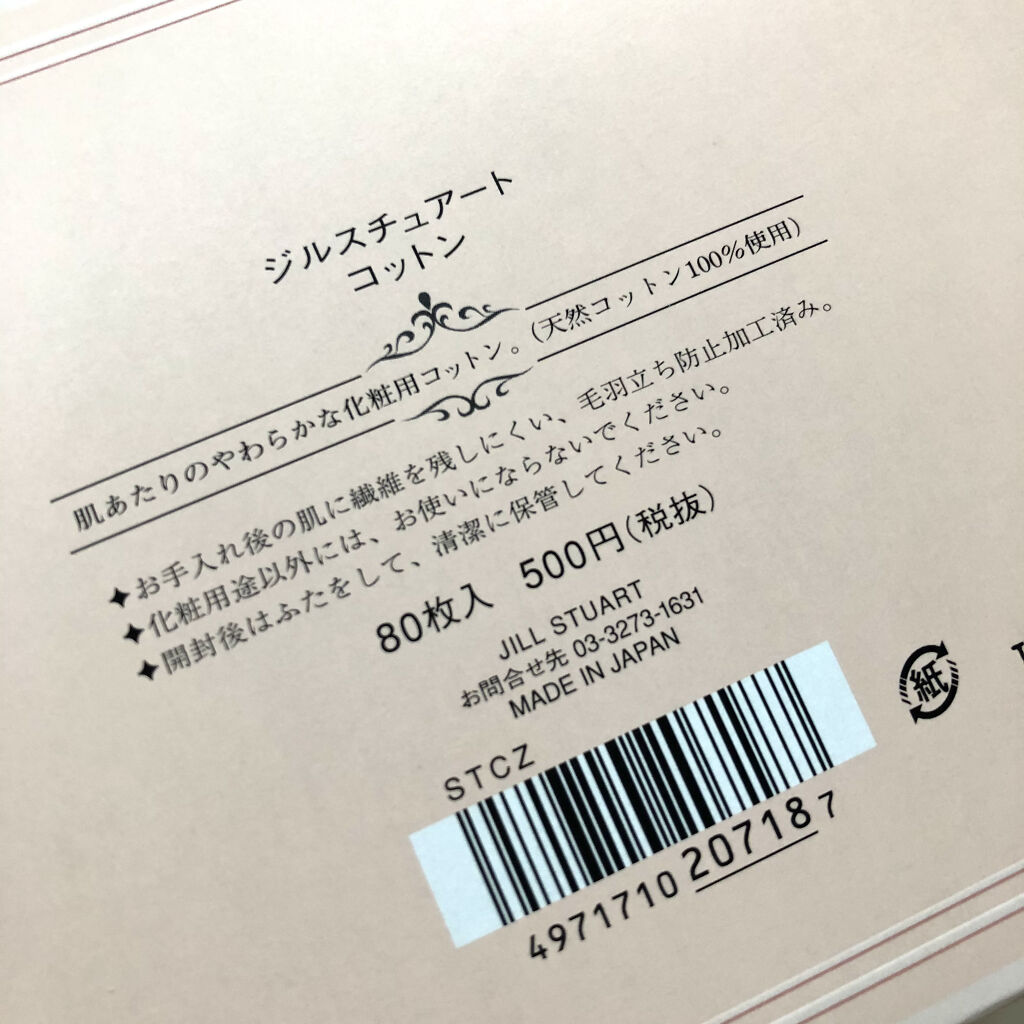 ジルスチュアート
コットン
肌あたりのやわらかな化粧用コットン。(天然コットン100%使用)
◆お手入れ後の肌に繊維を残しにくい、毛羽立ち防止加工済み。
◆化粧用途以外には、お使いにならないでください。
◆開封後はふたをして、清潔に保管してください。
80枚入 500円(税抜)
JILL STUART
お問合せ先 03-3273-1631
MADE IN JAPAN
STCZ
4971710 207187
紙